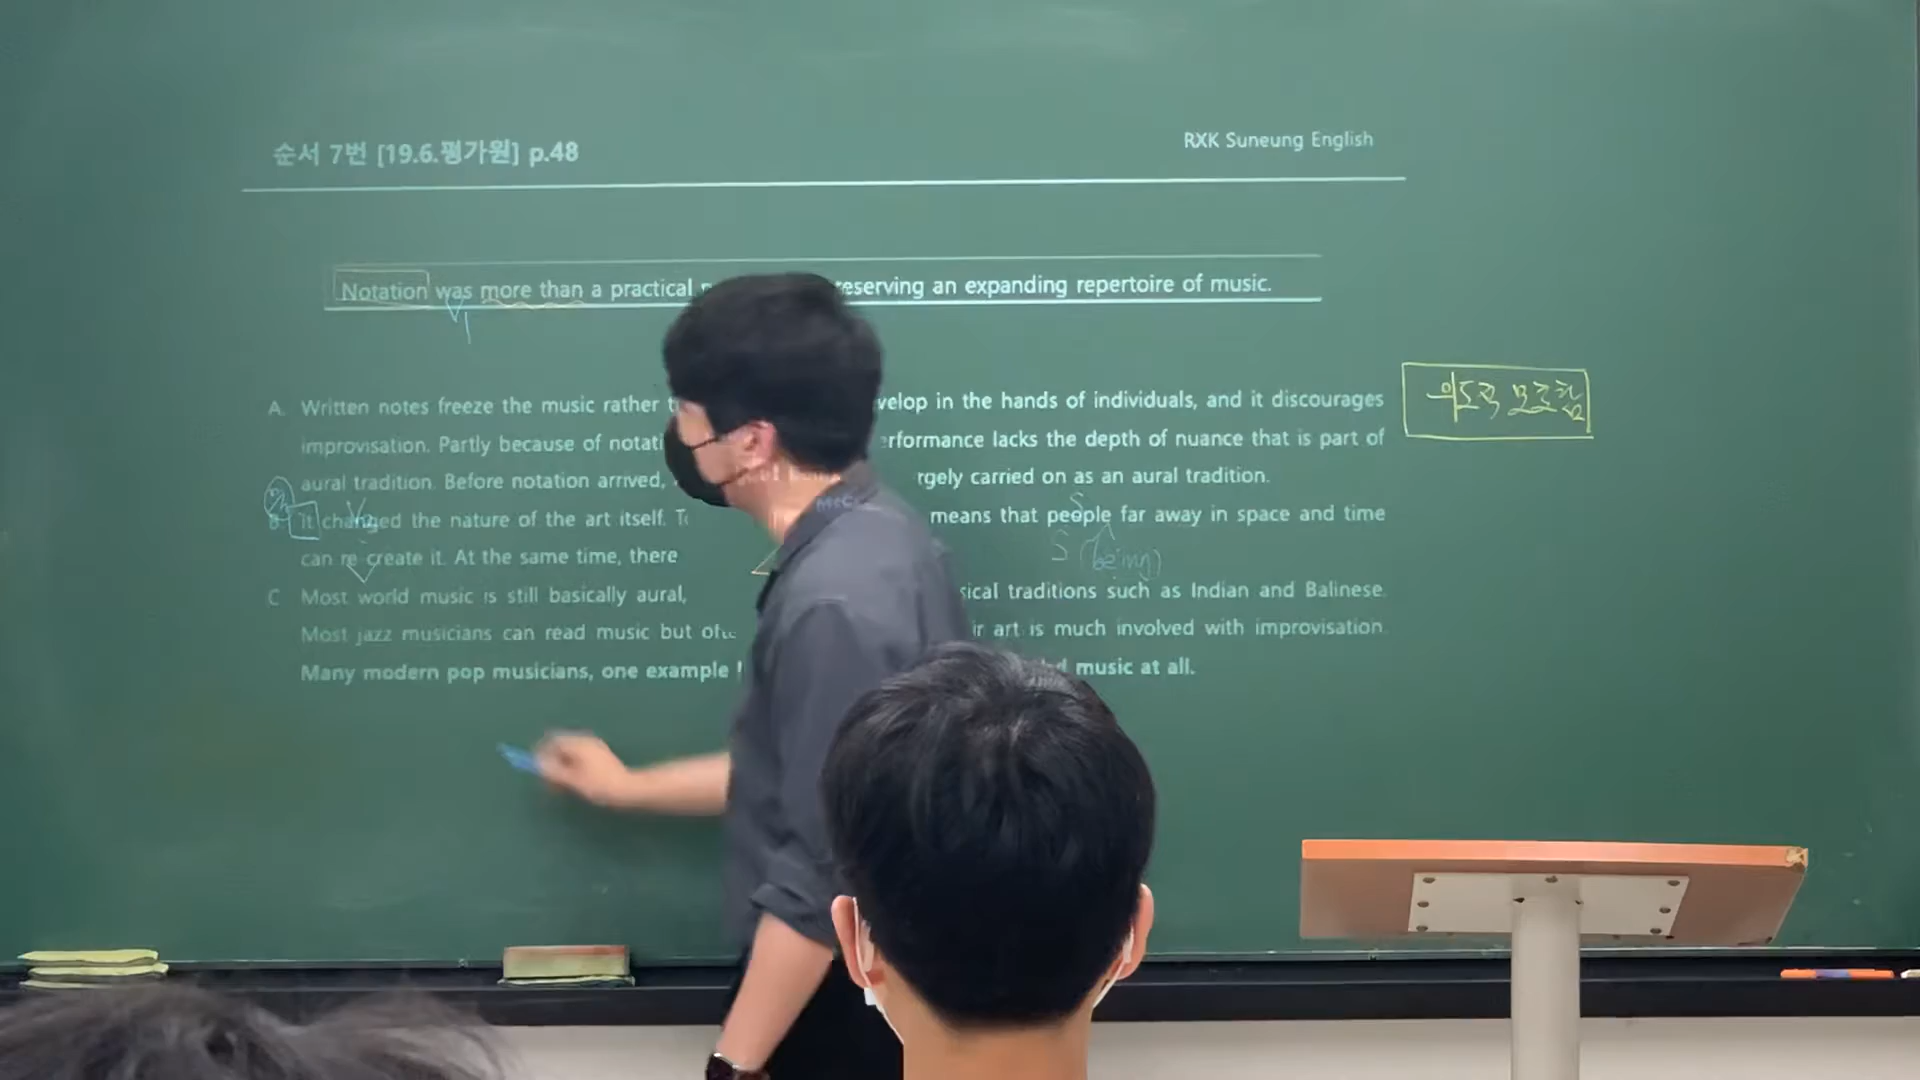 순서 7번 [19.6.평가원] p.48
RXK Suneung English
Notation was more than a practical reserving an expanding repertoire of music.
V1
A. Written notes freeze the music rather velop in the hands of individuals, and it discourages
improvisation. Partly because of notati erformance lacks the depth of nuance that is part of
aural tradition. Before notation arrived, rgely carried on as an aural tradition.
V2 S
It changed the nature of the art itself. To means that people far away in space and time
can re-create it. At the same time, there
S (being)
C Most world music is still basically aural, sical traditions such as Indian and Balinese.
Most jazz musicians can read music but often ir art is much involved with improvisation.
Many modern pop musicians, one example d music at all.